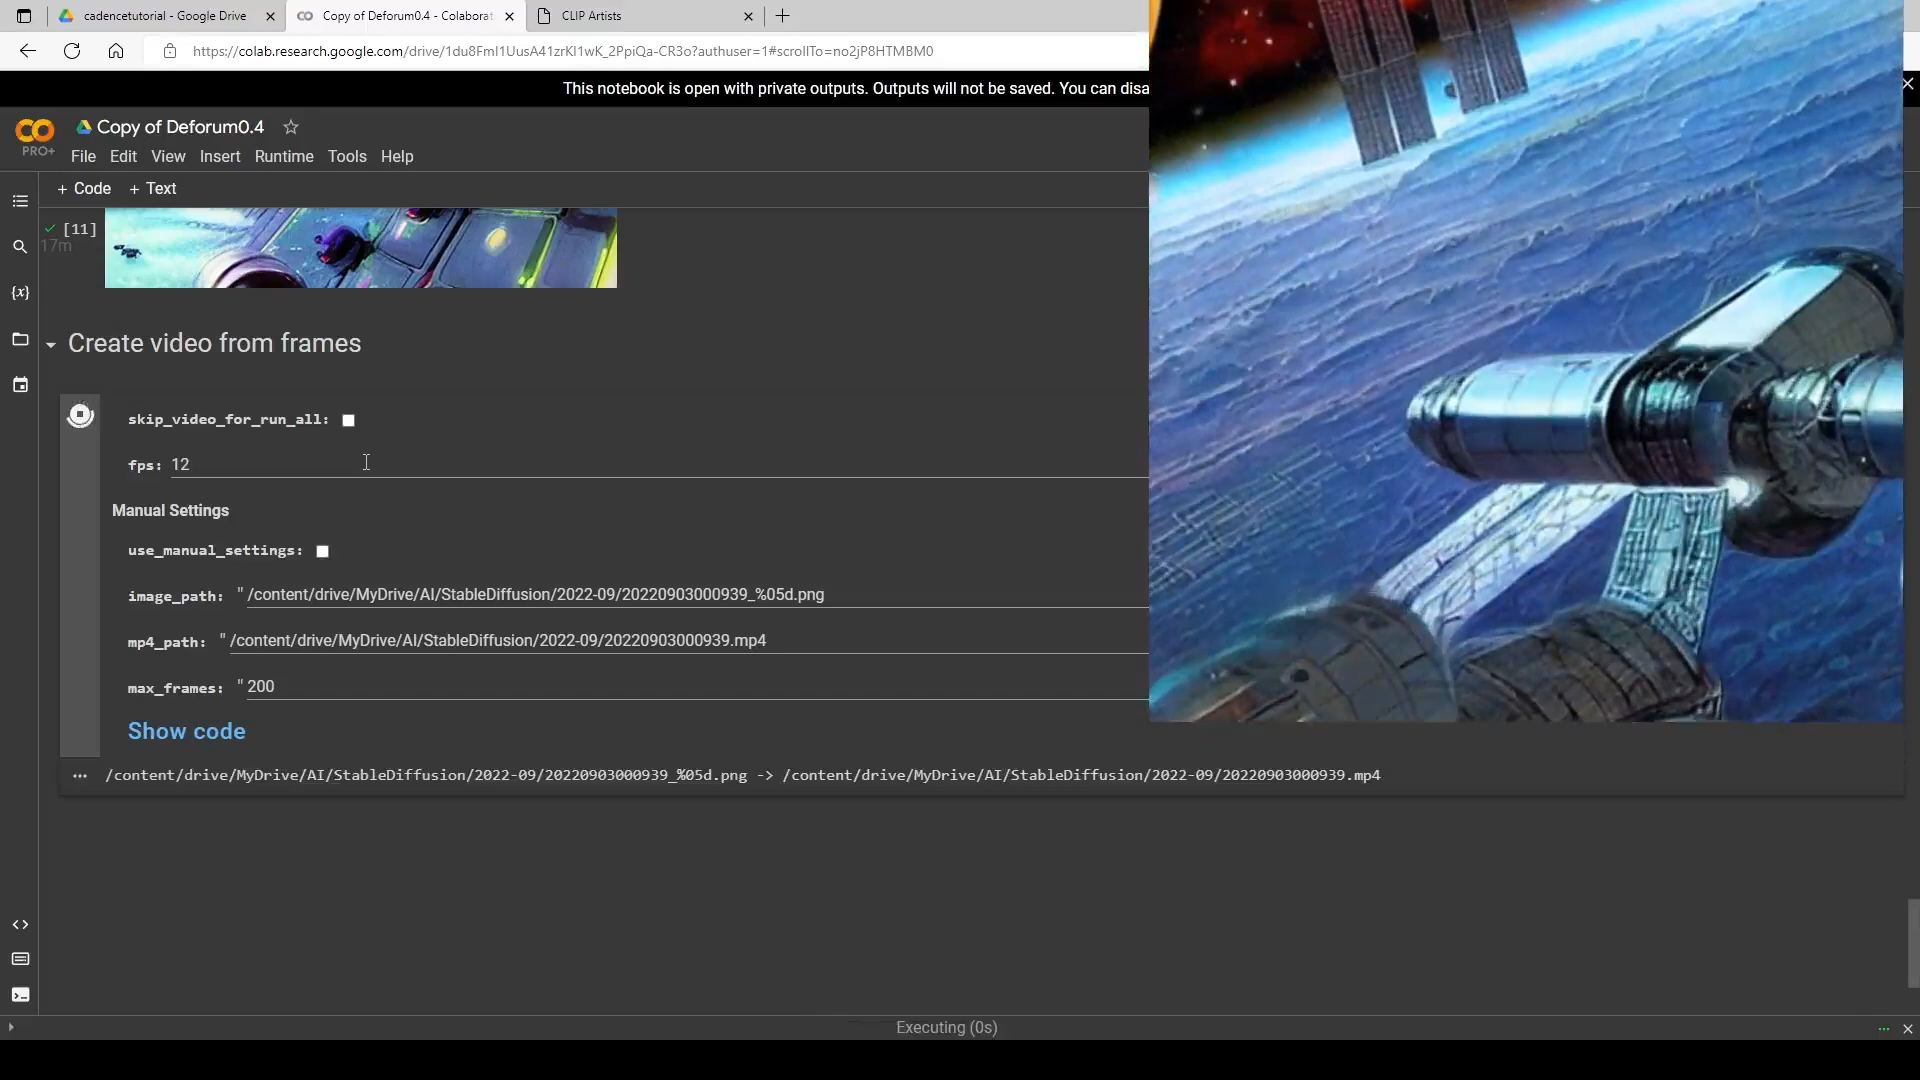 cadencetutorial - Google Drive
Copy of Deforum0.4 - Colaborat
CLIP Artists
https://colab.research.google.com/drive/1du8FmI1UusA41zrKl1wK_2PpiQa-CR3o?authuser=1#scrollTo=no2jP8HTMBM0
This notebook is open with private outputs. Outputs will not be saved. You can disa
CO
PRO+
Copy of Deforum0.4
File Edit View Insert Runtime Tools Help
+ Code + Text
[11]
17m
{x}
Create video from frames
skip_video_for_run_all:
fps: 12
Manual Settings
use_manual_settings:
image_path: "/content/drive/MyDrive/AI/StableDiffusion/2022-09/20220903000939_%05d.png
mp4_path: "/content/drive/MyDrive/AI/StableDiffusion/2022-09/20220903000939.mp4
max_frames: "200
Show code
/content/drive/MyDrive/AI/StableDiffusion/2022-09/20220903000939_%05d.png -> /content/drive/MyDrive/AI/StableDiffusion/2022-09/20220903000939.mp4
Executing (0s)